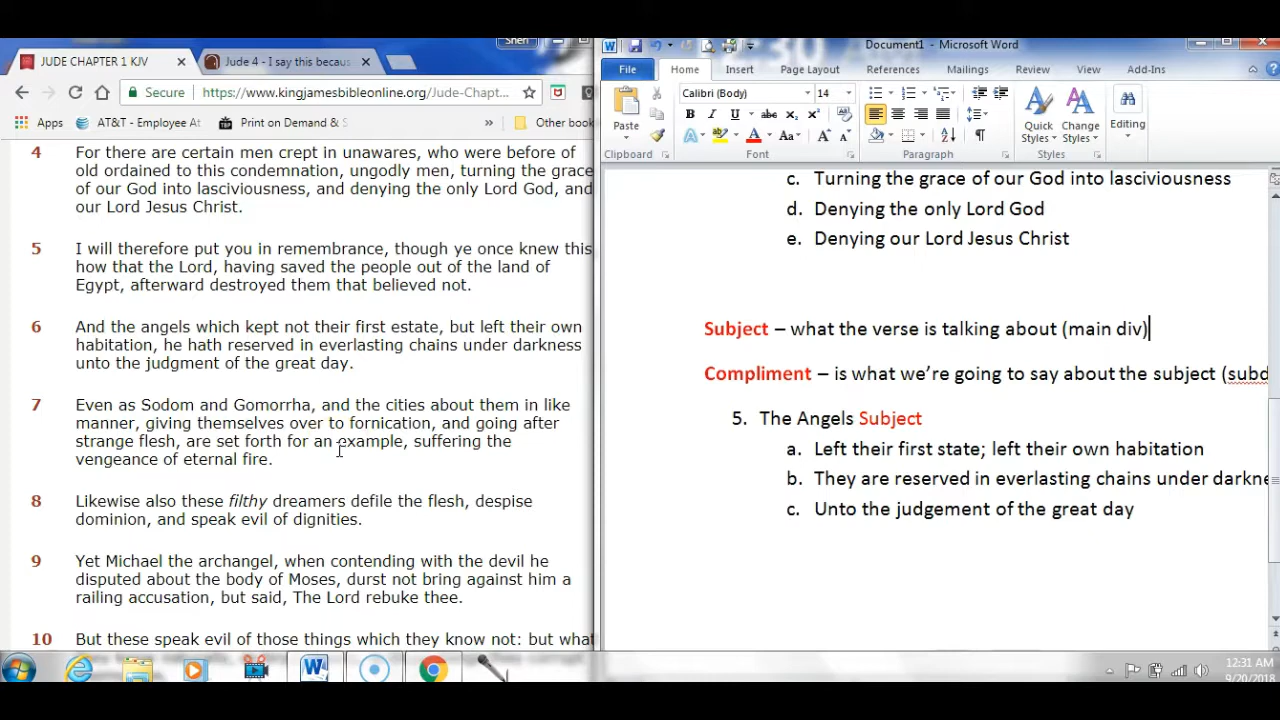 Sheri
Document1 - Microsoft Word
JUDE CHAPTER 1 KJV
Jude 4 - I say this becaus
File Home Insert Page Layout References Mailings Review View Add-Ins
Secure https://www.kingjamesbibleonline.org/Jude-Chapt...
Apps AT&T - Employee At Print on Demand & S » Other book
Paste
Calibri (Body) 14
B I U abc x₂ x²
A A Aa A A
Quick Styles
Change Styles
Editing
Clipboard Font Paragraph Styles
4 For there are certain men crept in unawares, who were before of
old ordained to this condemnation, ungodly men, turning the grace
of our God into lasciviousness, and denying the only Lord God, and
our Lord Jesus Christ.
5 I will therefore put you in remembrance, though ye once knew this
how that the Lord, having saved the people out of the land of
Egypt, afterward destroyed them that believed not.
6 And the angels which kept not their first estate, but left their own
habitation, he hath reserved in everlasting chains under darkness
unto the judgment of the great day.
7 Even as Sodom and Gomorrha, and the cities about them in like
manner, giving themselves over to fornication, and going after
strange flesh, are set forth for an example, suffering the
vengeance of eternal fire.
8 Likewise also these filthy dreamers defile the flesh, despise
dominion, and speak evil of dignities.
9 Yet Michael the archangel, when contending with the devil he
disputed about the body of Moses, durst not bring against him a
railing accusation, but said, The Lord rebuke thee.
10 But these speak evil of those things which they know not: but what
c. Turning the grace of our God into lasciviousness
d. Denying the only Lord God
e. Denying our Lord Jesus Christ
Subject – what the verse is talking about (main div)
Compliment – is what we’re going to say about the subject (subd
5. The Angels Subject
a. Left their first state; left their own habitation
b. They are reserved in everlasting chains under darkne
c. Unto the judgement of the great day
12:31 AM
9/20/2018